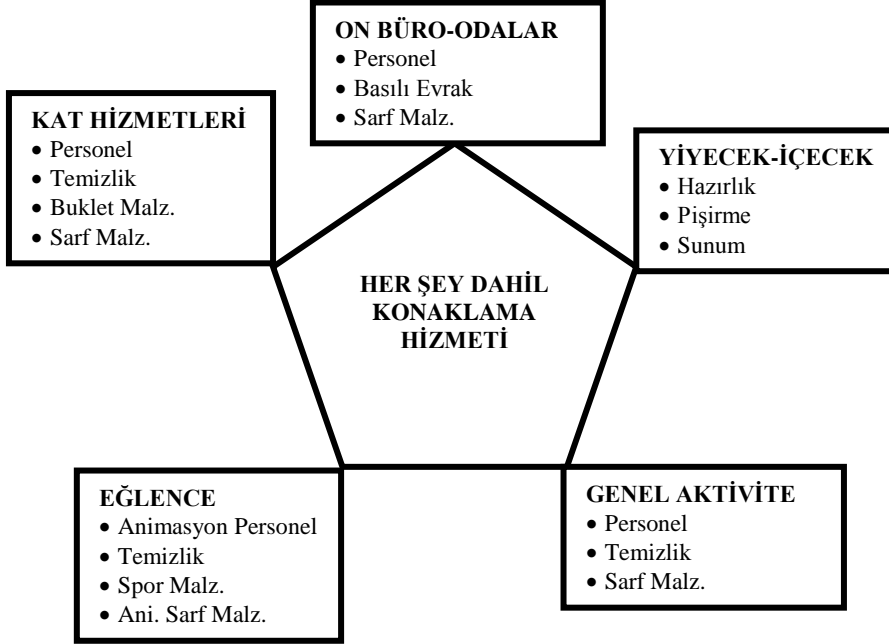 ON BÜRO-ODALAR
• Personel
• Basılı Evrak
• Sarf Malz.
KAT HİZMETLERİ
• Personel
• Temizlik
• Buklet Malz.
• Sarf Malz.
YİYECEK-İÇECEK
• Hazırlık
• Pişirme
• Sunum
HER ŞEY DAHİL
KONAKLAMA
HİZMETİ
EĞLENCE
• Animasyon Personel
• Temizlik
• Spor Malz.
• Ani. Sarf Malz.
GENEL AKTİVİTE
• Personel
• Temizlik
• Sarf Malz.